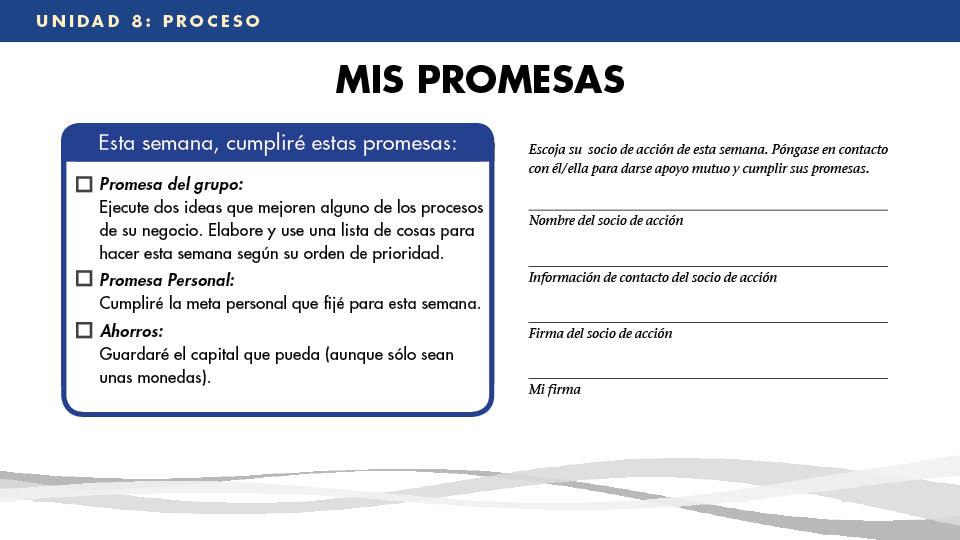 UNIDAD 8: PROCESO
MIS PROMESAS
Esta semana, cumpliré estas promesas:
Promesa del grupo:
Ejecute dos ideas que mejoren alguno de los procesos
de su negocio. Elabore y use una lista de cosas para
hacer esta semana según su orden de prioridad.
Promesa Personal:
Cumpliré la meta personal que fijé para esta semana.
Ahorros:
Guardaré el capital que pueda (aunque sólo sean
unas monedas).
Escoja su socio de acción de esta semana. Póngase en contacto
con él/ella para darse apoyo mutuo y cumplir sus promesas.
Nombre del socio de acción
Información de contacto del socio de acción
Firma del socio de acción
Mi firma